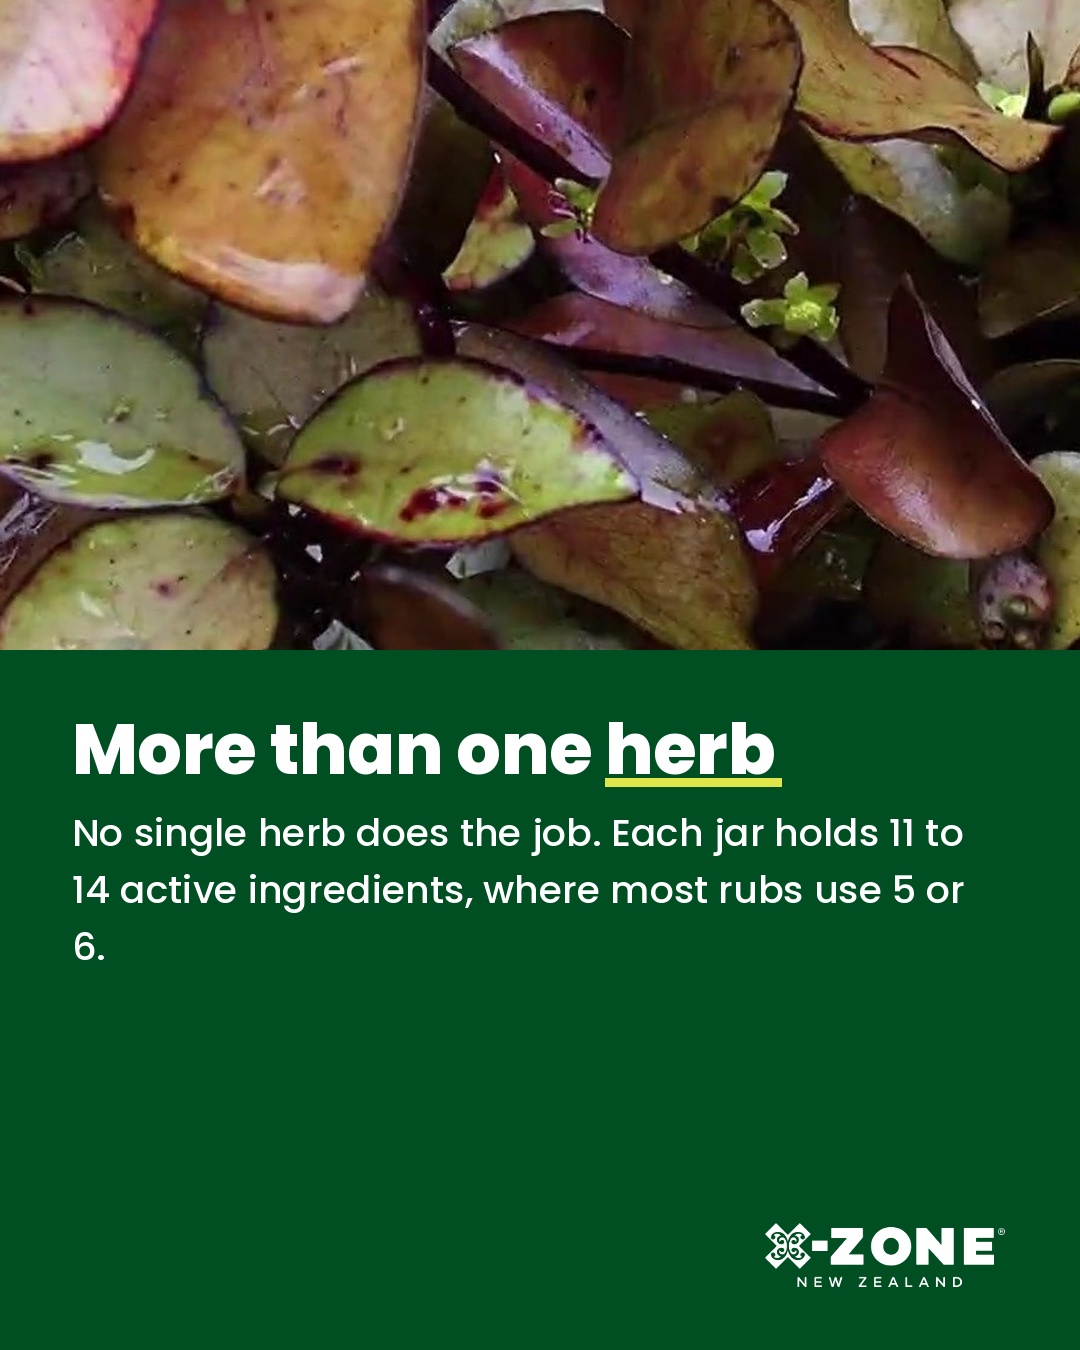 More than one herb
No single herb does the job. Each jar holds 11 to
14 active ingredients, where most rubs use 5 or
6.
X-ZONE®
NEW ZEALAND